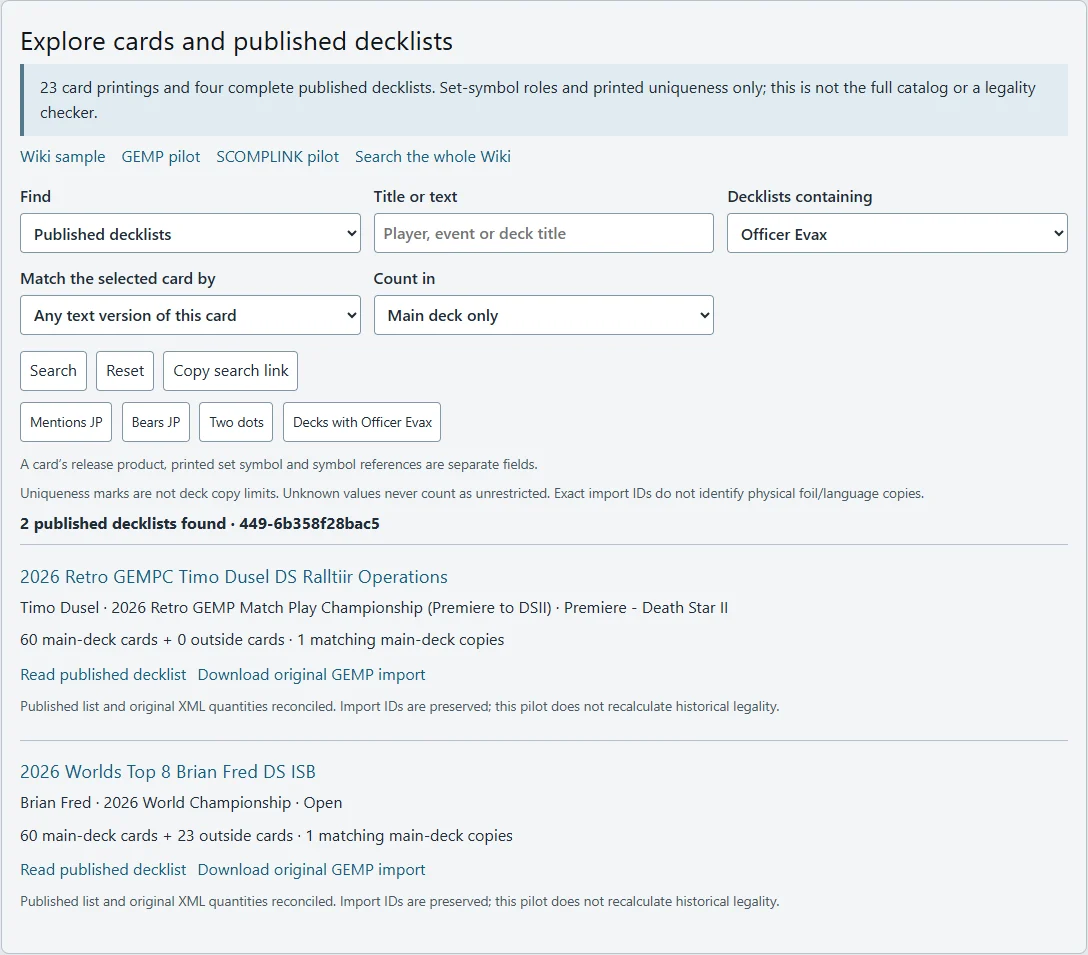 Explore cards and published decklists
23 card printings and four complete published decklists. Set-symbol roles and printed uniqueness only; this is not the full catalog or a legality
checker.
Wiki sample GEMP pilot SCOMPLINK pilot Search the whole Wiki
Find Title or text Decklists containing
Published decklists Player, event or deck title Officer Evax
Match the selected card by Count in
Any text version of this card Main deck only
Search Reset Copy search link
Mentions JP Bears JP Two dots Decks with Officer Evax
A card's release product, printed set symbol and symbol references are separate fields.
Uniqueness marks are not deck copy limits. Unknown values never count as unrestricted. Exact import IDs do not identify physical foil/language copies.
2 published decklists found · 449-6b358f28bac5
2026 Retro GEMPC Timo Dusel DS Ralltiir Operations
Timo Dusel · 2026 Retro GEMP Match Play Championship (Premiere to DSII) · Premiere - Death Star II
60 main-deck cards + 0 outside cards · 1 matching main-deck copies
Read published decklist Download original GEMP import
Published list and original XML quantities reconciled. Import IDs are preserved; this pilot does not recalculate historical legality.
2026 Worlds Top 8 Brian Fred DS ISB
Brian Fred · 2026 World Championship · Open
60 main-deck cards + 23 outside cards · 1 matching main-deck copies
Read published decklist Download original GEMP import
Published list and original XML quantities reconciled. Import IDs are preserved; this pilot does not recalculate historical legality.